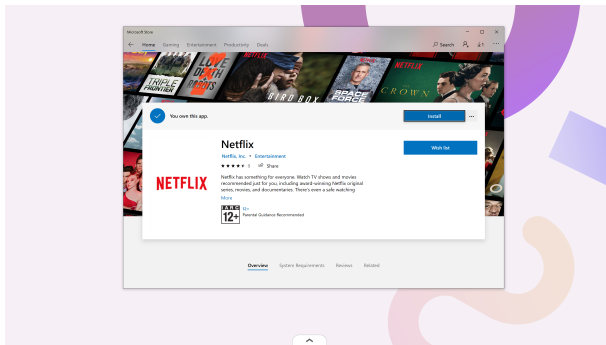 Microsoft Store
Home Gaming Entertainment Productivity Deals
Search
TRIPLE FRONTIER
LOVE DEATH ROBOTS
NETFLIX
BIRD BOX
SPACE FORCE
NETFLIX
CROWN
You own this app.
Install
Netflix
Wish list
Netflix, Inc. • Entertainment
Share
NETFLIX
Netflix has something for everyone. Watch TV shows and movies
recommended just for you, including award-winning Netflix original
series, movies, and documentaries. There's even a safe watching
More
IARC
12+
12+
Parental Guidance Recommended
Overview System Requirements Reviews Related